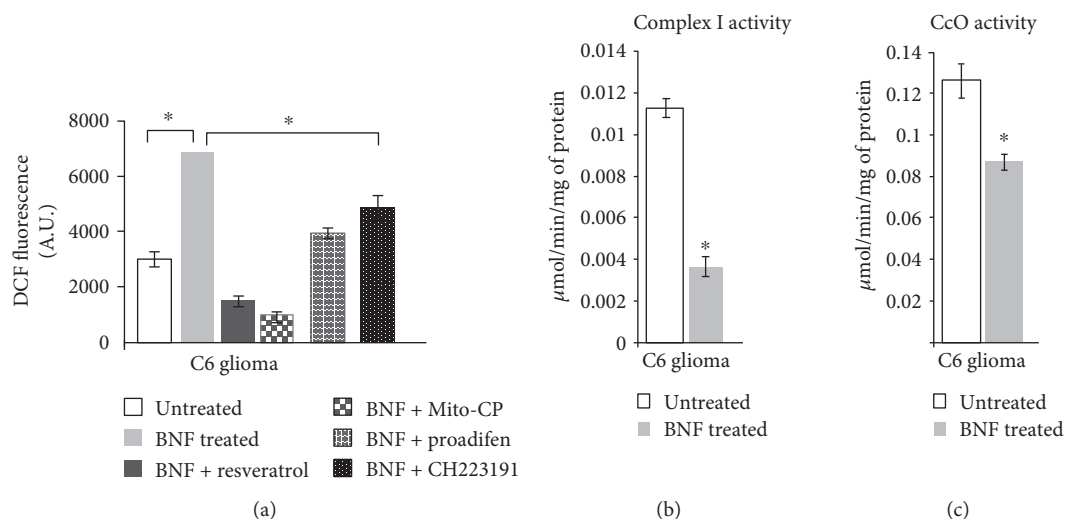 DCF fluorescence
(A.U.)
8000
6000
4000
2000
0
*
*
C6 glioma
Untreated
BNF treated
BNF + resveratrol
BNF + Mito-CP
BNF + proadifen
BNF + CH223191
(a)
Complex I activity
µmol/min/mg of protein
0.014
0.012
0.01
0.008
0.006
0.004
0.002
0
*
C6 glioma
Untreated
BNF treated
(b)
CcO activity
µmol/min/mg of protein
0.14
0.12
0.1
0.08
0.06
0.04
0.02
*
C6 glioma
Untreated
BNF treated
(c)